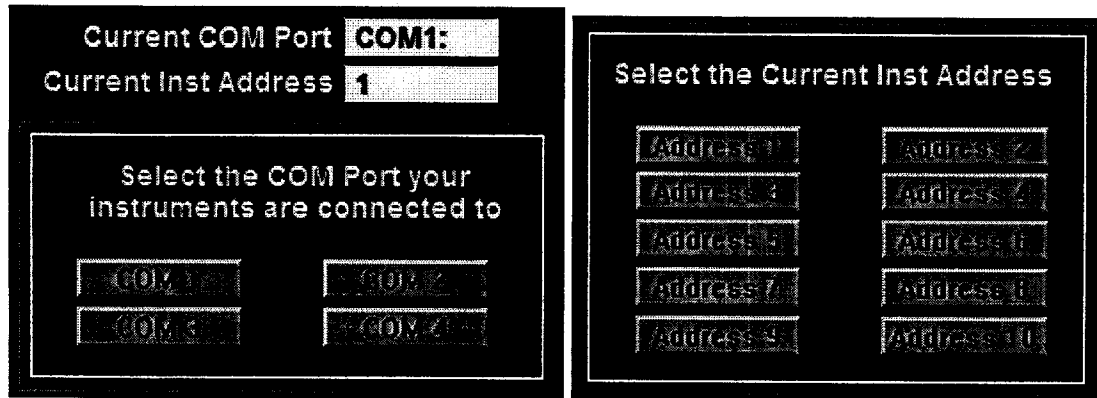 Current COM Port COM1:
Current Inst Address 1
Select the COM Port your
instruments are connected to
COM 1 COM 2
COM 3 COM 4
Select the Current Inst Address
Address 1 Address 2
Address 3 Address 4
Address 5 Address 6
Address 7 Address 8
Address 9 Address 10